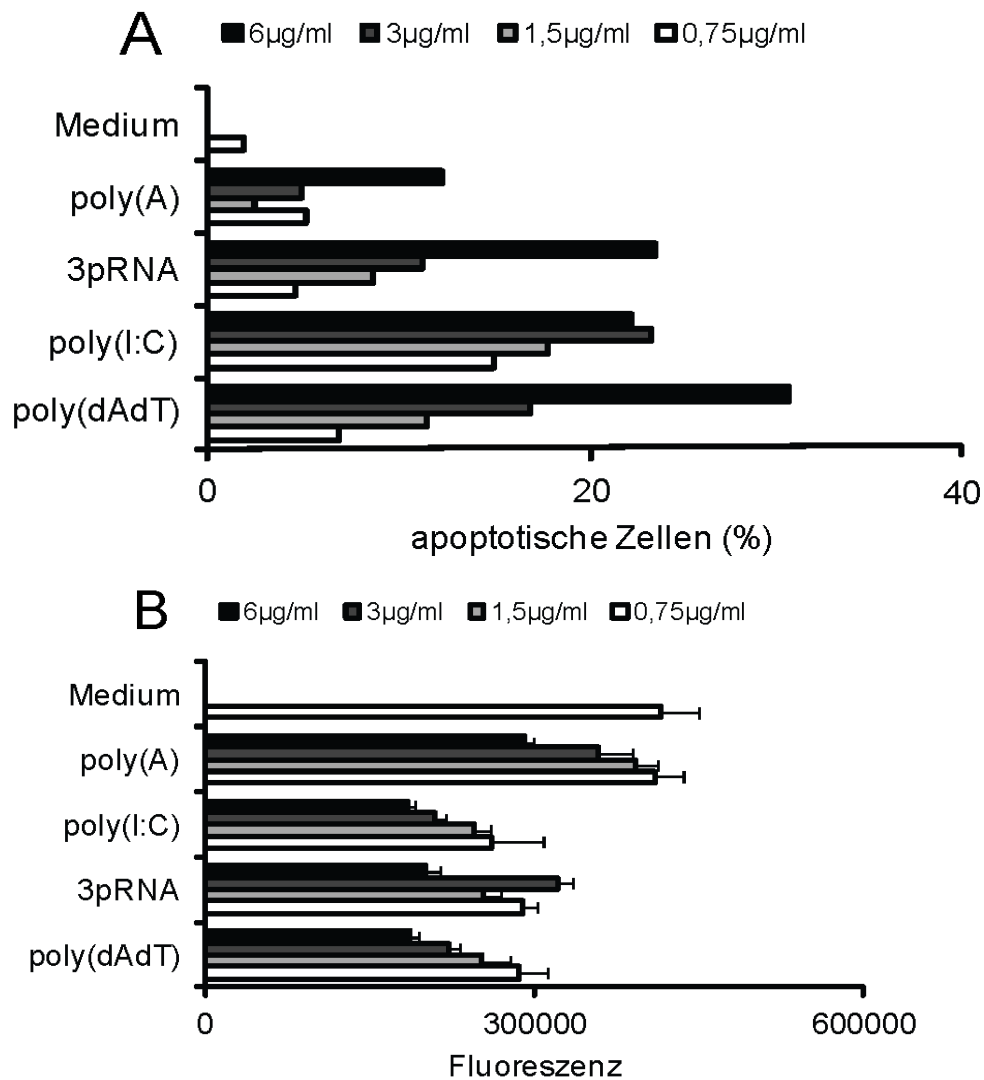 A
6µg/ml 3µg/ml 1,5µg/ml 0,75µg/ml
Medium
poly(A)
3pRNA
poly(I:C)
poly(dAdT)
0 20 40
apoptotische Zellen (%)
B
6µg/ml 3µg/ml 1,5µg/ml 0,75µg/ml
Medium
poly(A)
poly(I:C)
3pRNA
poly(dAdT)
0 300000 600000
Fluoreszenz